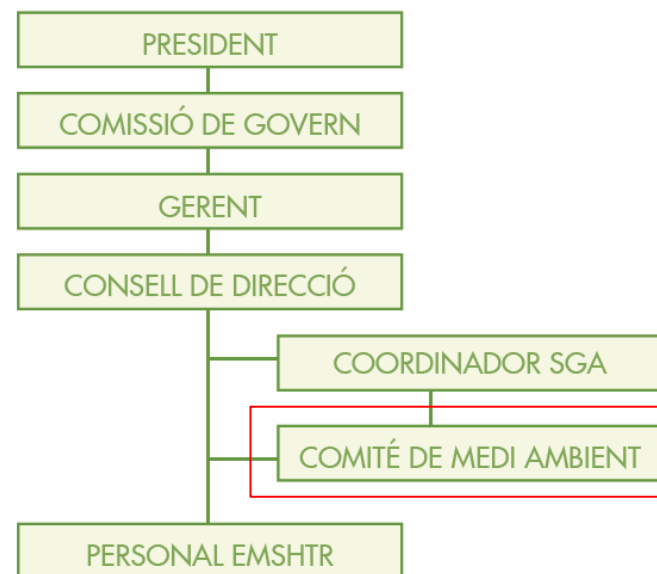 PRESIDENT
COMISSIÓ DE GOVERN
GERENT
CONSELL DE DIRECCIÓ
COORDINADOR SGA
COMITÉ DE MEDI AMBIENT
PERSONAL EMSHTR